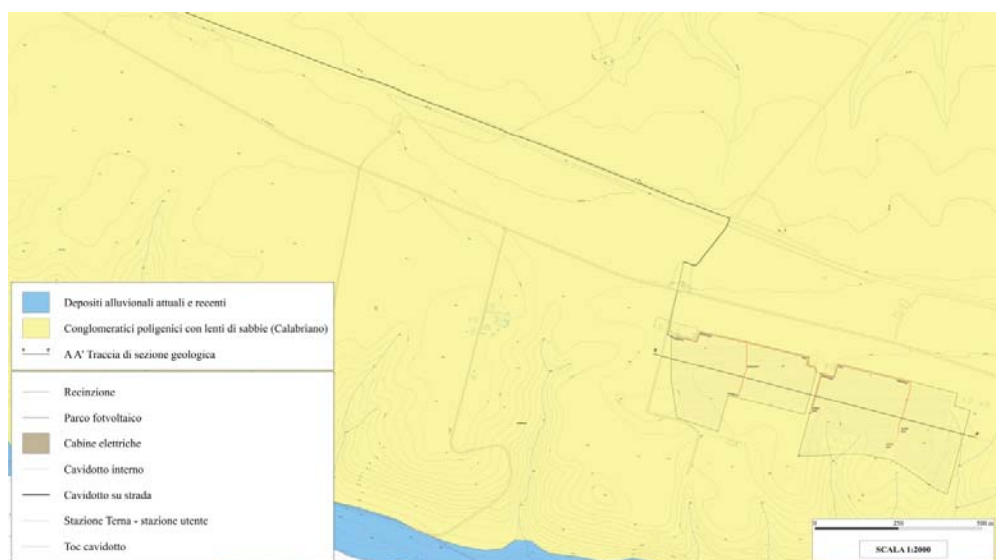 Depositi alluvionali attuali e recenti
Conglomeratici poligenici con lenti di sabbie (Calabriano)
A A' Traccia di sezione geologica
Recinzione
Parco fotvoltaico
Cabine elettriche
Cavidotto interno
Cavidotto su strada
Stazione Terna - stazione utente
Toc cavidotto
0 250 500 m
SCALA 1:2000